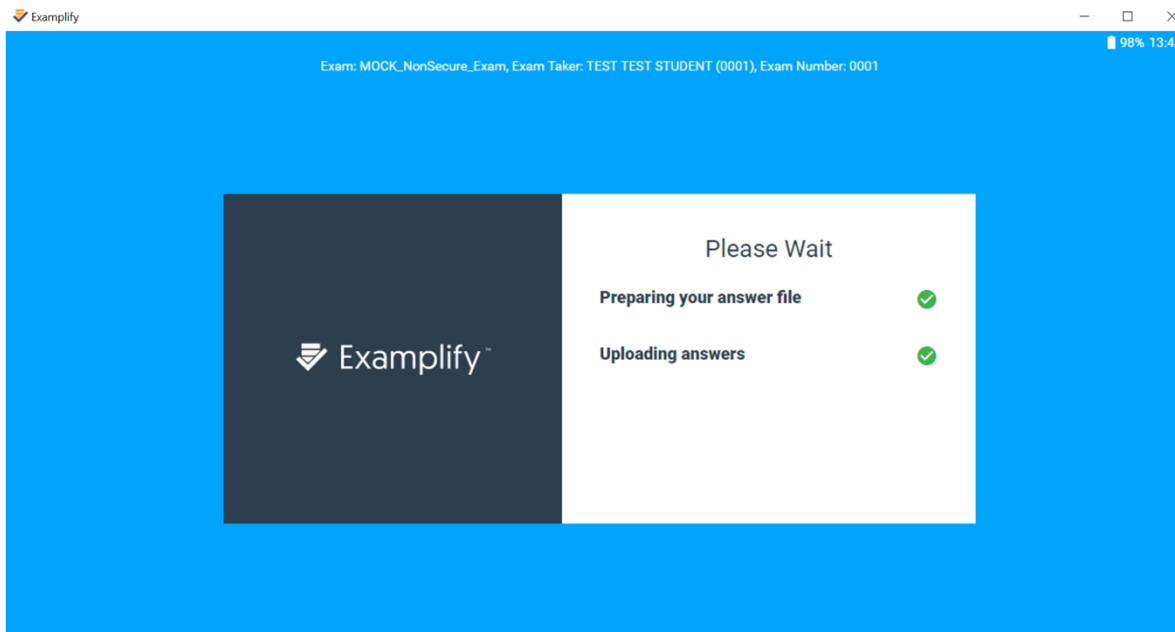 Examplify
98% 13:4
Exam: MOCK_NonSecure_Exam, Exam Taker: TEST TEST STUDENT (0001), Exam Number: 0001
Please Wait
Preparing your answer file
Examplify™
Uploading answers